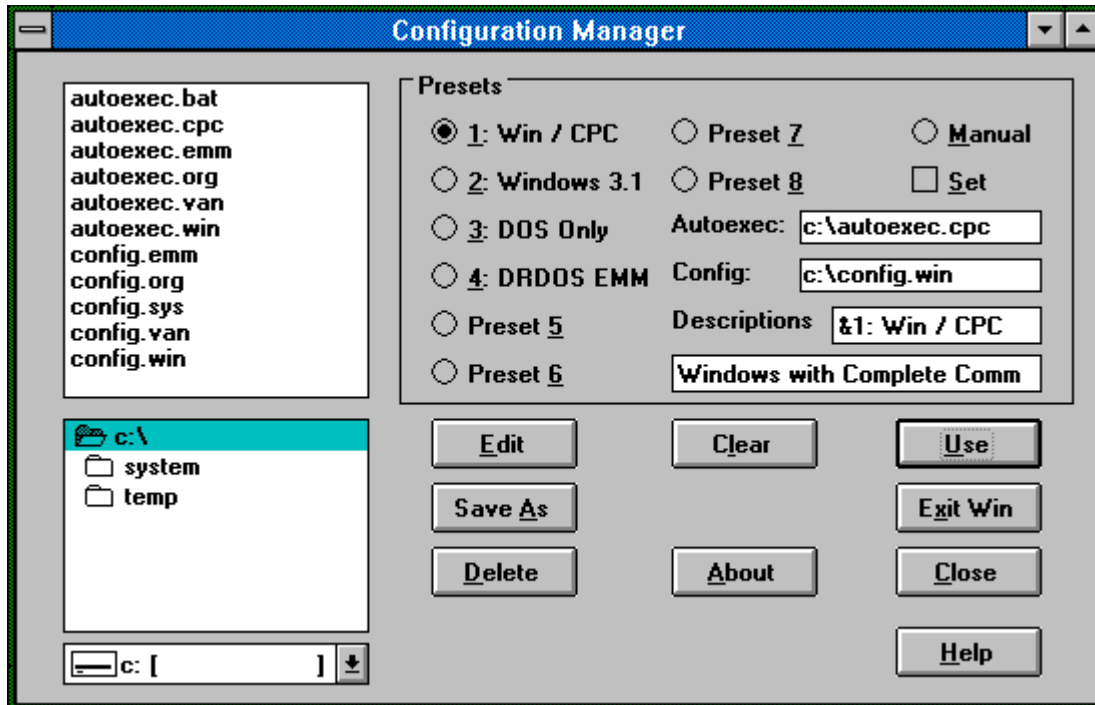 Configuration Manager
autoexec.bat
autoexec.cpc
autoexec.emm
autoexec.org
autoexec.van
autoexec.win
config.emm
config.org
config.sys
config.van
config.win
c:\
system
temp
c: [ ]
Presets
1: Win / CPC
2: Windows 3.1
3: DOS Only
4: DRDOS EMM
Preset 5
Preset 6
Preset 7
Preset 8
Manual
Set
Autoexec: c:\autoexec.cpc
Config: c:\config.win
Descriptions &1: Win / CPC
Windows with Complete Comm
Edit Clear Use
Save As Exit Win
Delete About Close
Help